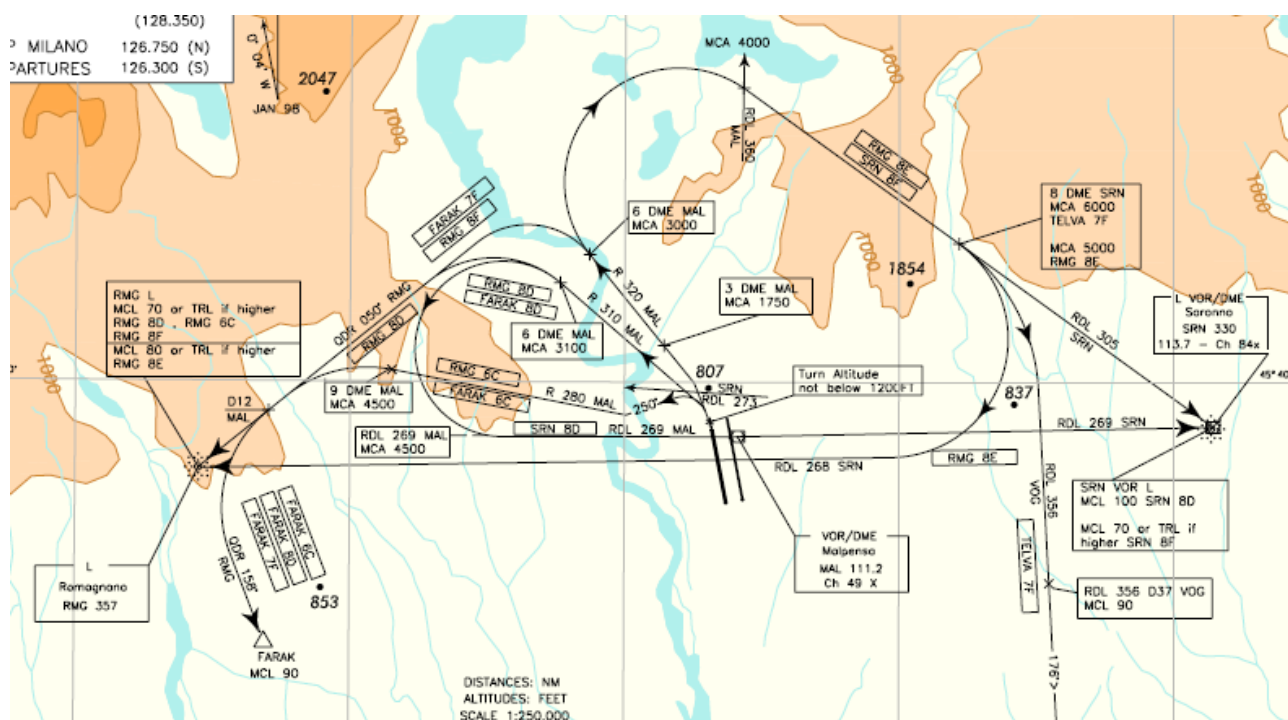 (128.350)
P MILANO 126.750 (N)
PARTURES 126.300 (S)
0° 04' W
JAN 98
2047
1000
MCA 4000
RDL 360
MAL
1000
1000
1000
RMG 8E
SRN 8F
FARAK 7F
RMG 8F
6 DME MAL
MCA 3000
8 DME SRN
MCA 6000
TELVA 7F
MCA 5000
RMG 8E
1854
RMG L
MCL 70 or TRL if higher
RMG 8D , RMG 6C
RMG 8F
MCL 80 or TRL if higher
RMG 8E
QDR 050° RMG
RMG 8D
RMG 8D
FARAK 8D
R 320 MAL
R 310 MAL
3 DME MAL
MCA 1750
6 DME MAL
MCA 3100
RDL 305
SRN
L VOR/DME
Saronno
SRN 330
113.7 - Ch 84x
1000
45° 40
807
SRN
RDL 273
Turn Altitude
not below 1200FT
RMG 6C
FARAK 6C
9 DME MAL
MCA 4500
R 280 MAL
250°
D12
MAL
837
RDL 269 MAL
MCA 4500
SRN 8D
RDL 269 MAL
RDL 269 SRN
RDL 268 SRN
RMG 8E
RDL 356
VOG
SRN VOR L
MCL 100 SRN 8D
MCL 70 or TRL if
higher SRN 8F
FARAK 6C
FARAK 8D
FARAK 7F
QDR 158°
RMG
853
L
Romagnano
RMG 357
VOR/DME
Malpensa
MAL 111.2
Ch 49 X
TELVA 7F
RDL 356 D37 VOG
MCL 90
FARAK
MCL 90
176°>
DISTANCES: NM
ALTITUDES: FEET
SCALE 1:250.000